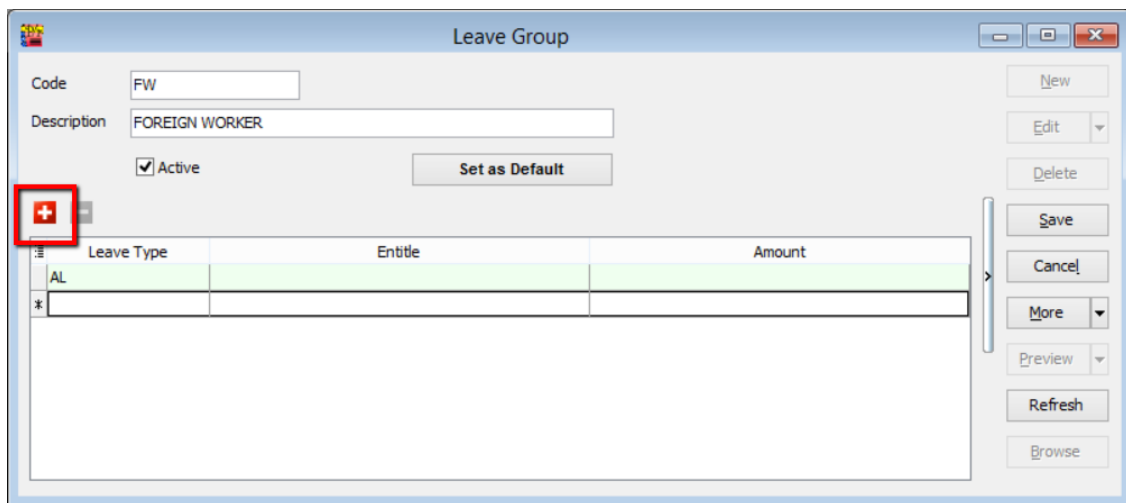 Leave Group
Code FW
Description FOREIGN WORKER
Active
Set as Default
Leave Type Entitle Amount
AL
*
New
Edit
Delete
Save
Cancel
More
Preview
Refresh
Browse